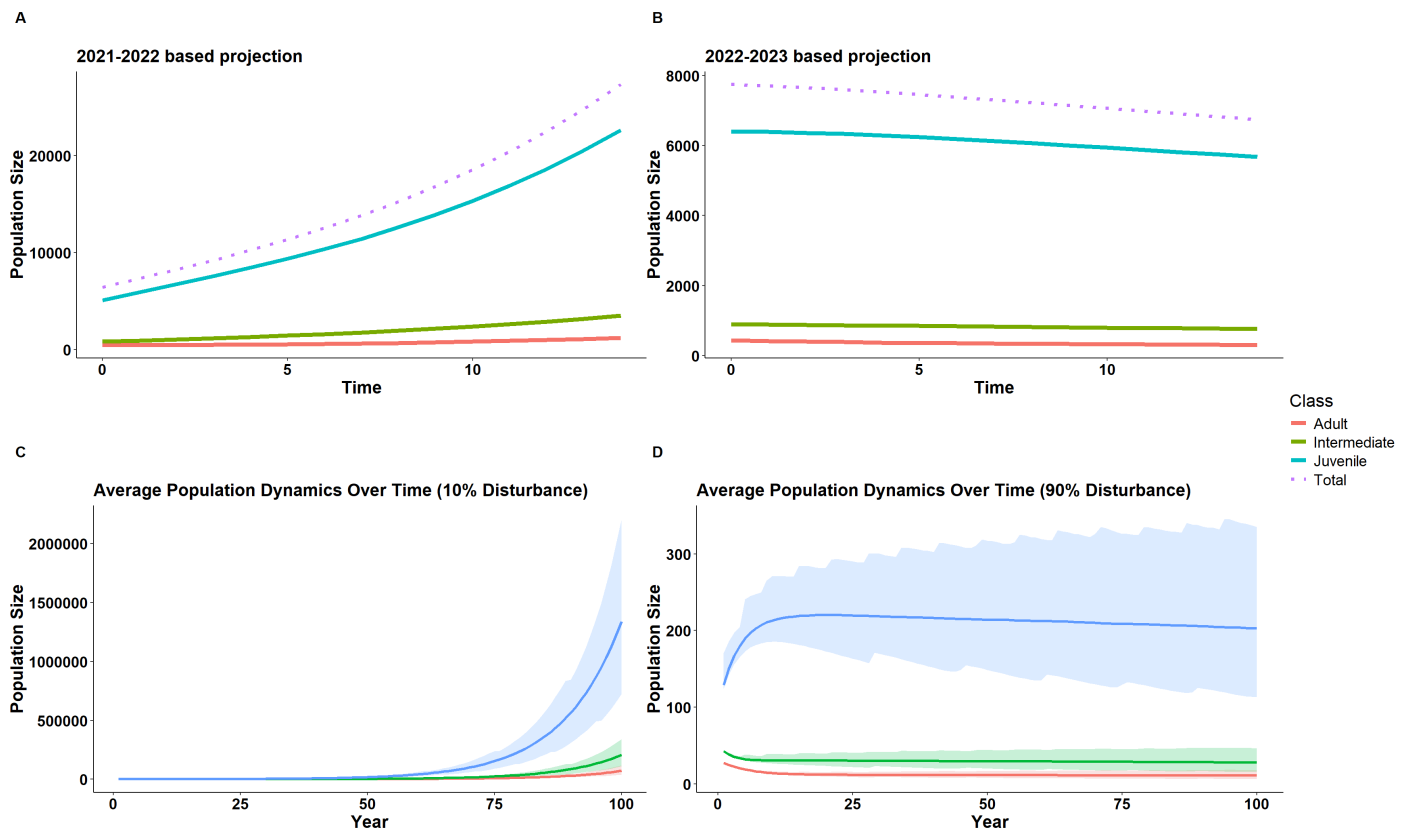 A
2021-2022 based projection
Population Size
20000
10000
0
0 5 10
Time
B
2022-2023 based projection
Population Size
8000
6000
4000
2000
0
0 5 10
Time
Class
Adult
Intermediate
Juvenile
Total
C
Average Population Dynamics Over Time (10% Disturbance)
Population Size
2000000
1500000
1000000
500000
0
0 25 50 75 100
Year
D
Average Population Dynamics Over Time (90% Disturbance)
Population Size
300
200
100
0
0 25 50 75 100
Year